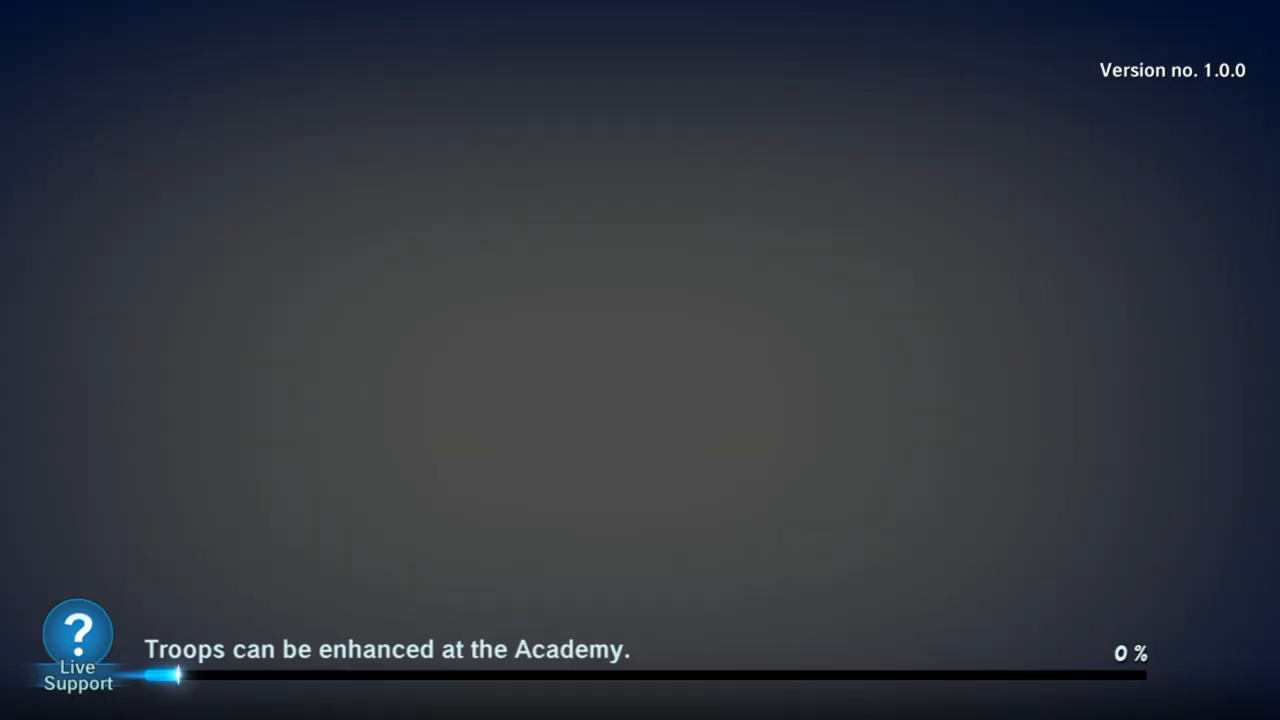 Version no. 1.0.0
Troops can be enhanced at the Academy.
0 %
Live
Support